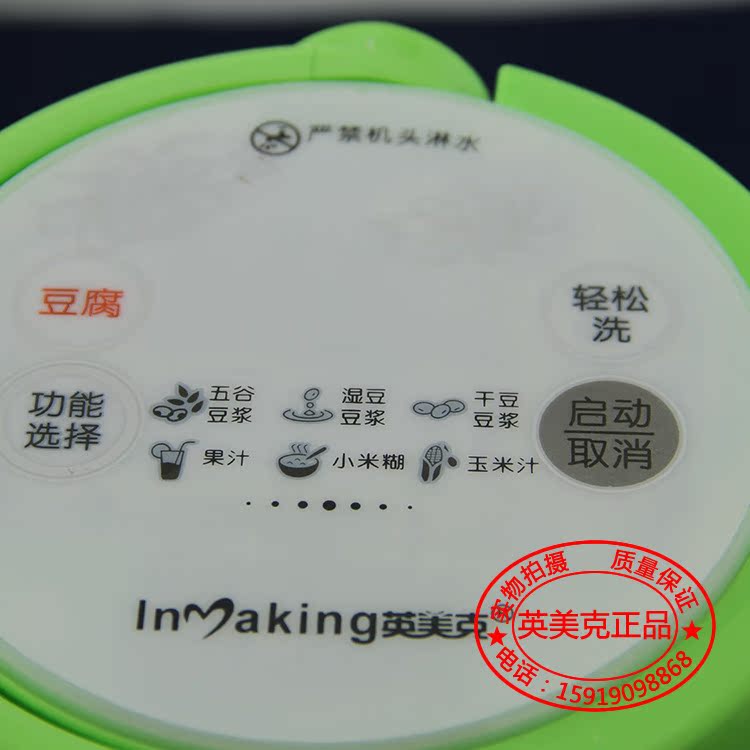 严禁机头淋水
豆腐
轻松
洗
功能
选择
五谷
豆浆
湿豆
豆浆
干豆
豆浆
启动
取消
果汁
小米糊
玉米汁
InMaking英美克
实物拍摄 质量保证
英美克正品
电话：15919098868